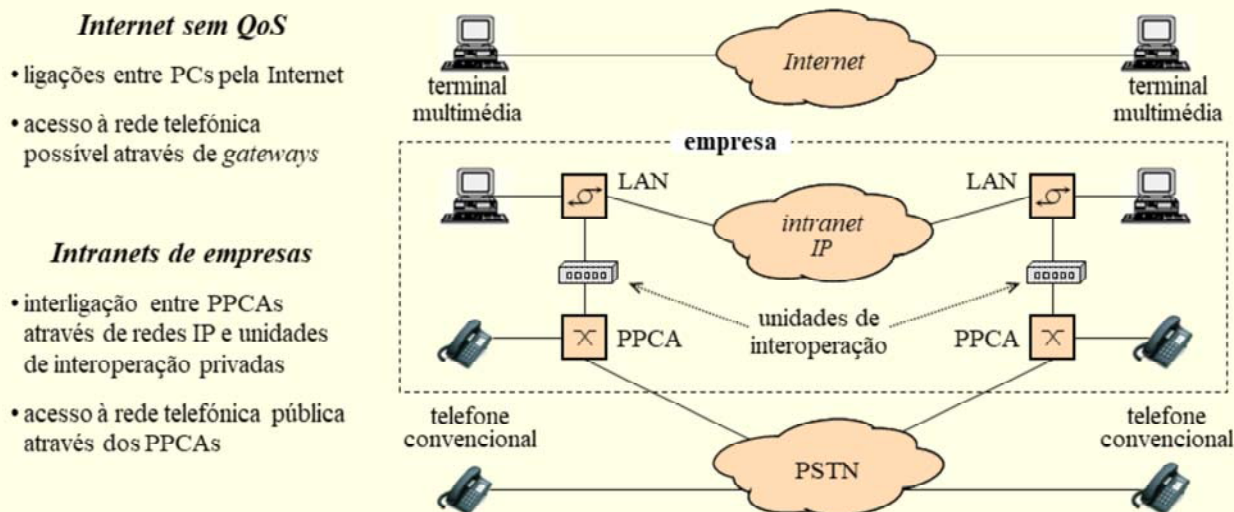 Internet sem QoS
• ligações entre PCs pela Internet
• acesso à rede telefónica
possível através de gateways
Intranets de empresas
• interligação entre PPCAs
através de redes IP e unidades
de interoperação privadas
• acesso à rede telefónica pública
através dos PPCAs
terminal
multimédia
Internet
terminal
multimédia
empresa
LAN
intranet
IP
LAN
PPCA
unidades de
interoperação
PPCA
telefone
convencional
PSTN
telefone
convencional